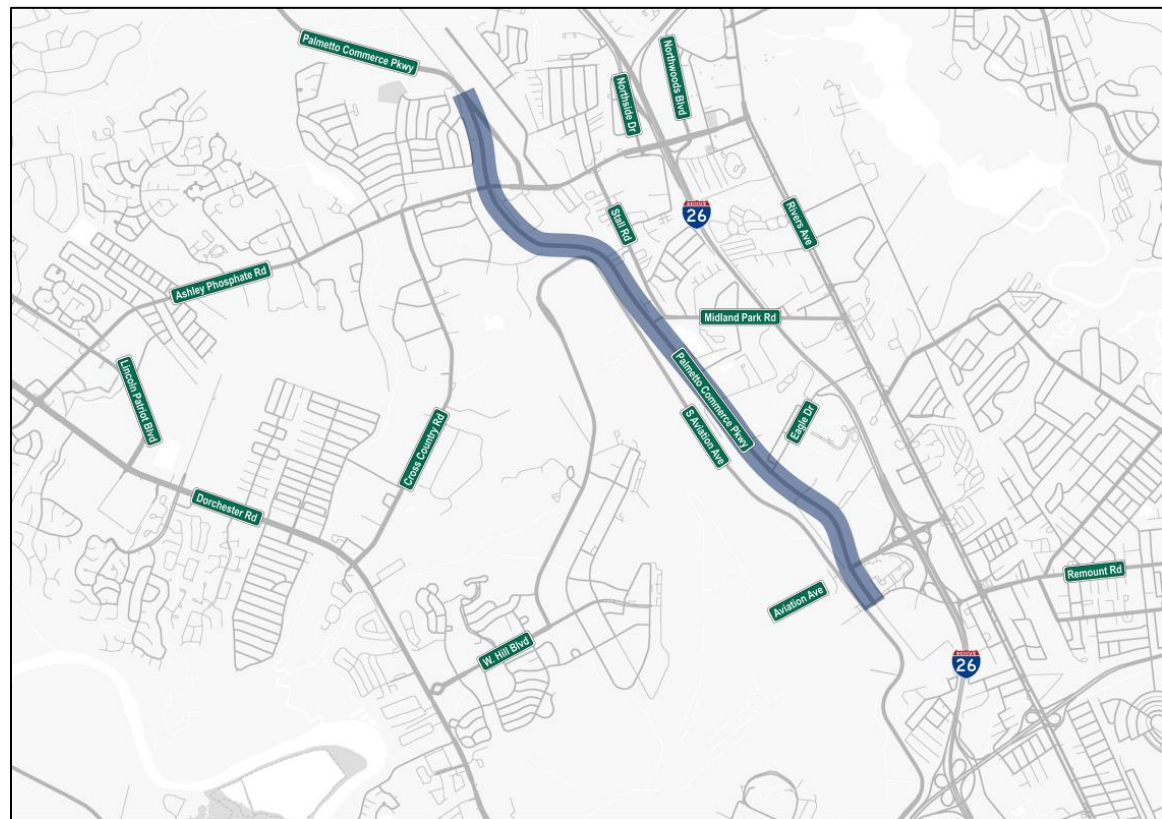 Palmetto Commerce Pkwy
Northside Dr
Northwoods Blvd
26
Stall Rd
Rivers Ave
Ashley Phosphate Rd
Midland Park Rd
Lincoln Patriot Blvd
Cross Country Rd
Palmetto Commerce Pkwy
S Aviation Ave
Eagle Dr
Dorchester Rd
Remount Rd
Aviation Ave
W. Hill Blvd
26